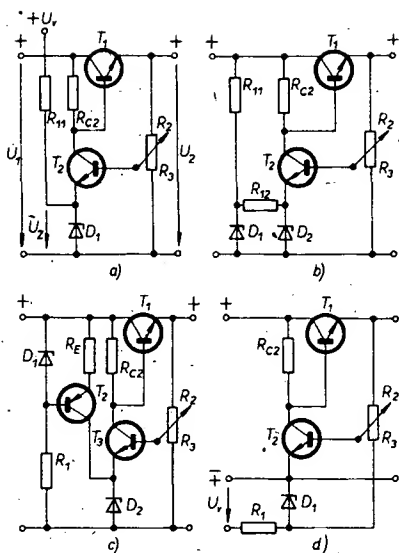 +U_v
+ T_1 +
R_11 R_C2 R_2
T_2 R_3
U_1 U_2
Ū_Z D_1
a)
+ T_1 +
R_11 R_C2 R_2
T_2 R_3
R_12
D_1 D_2
b)
+ T_1 +
D_1 R_E R_C2 R_2
T_2
T_3 R_3
R_1 D_2
c)
+ T_1 +
R_C2 R_2
T_2 R_3
+ +
U_v D_1
R_1
d)